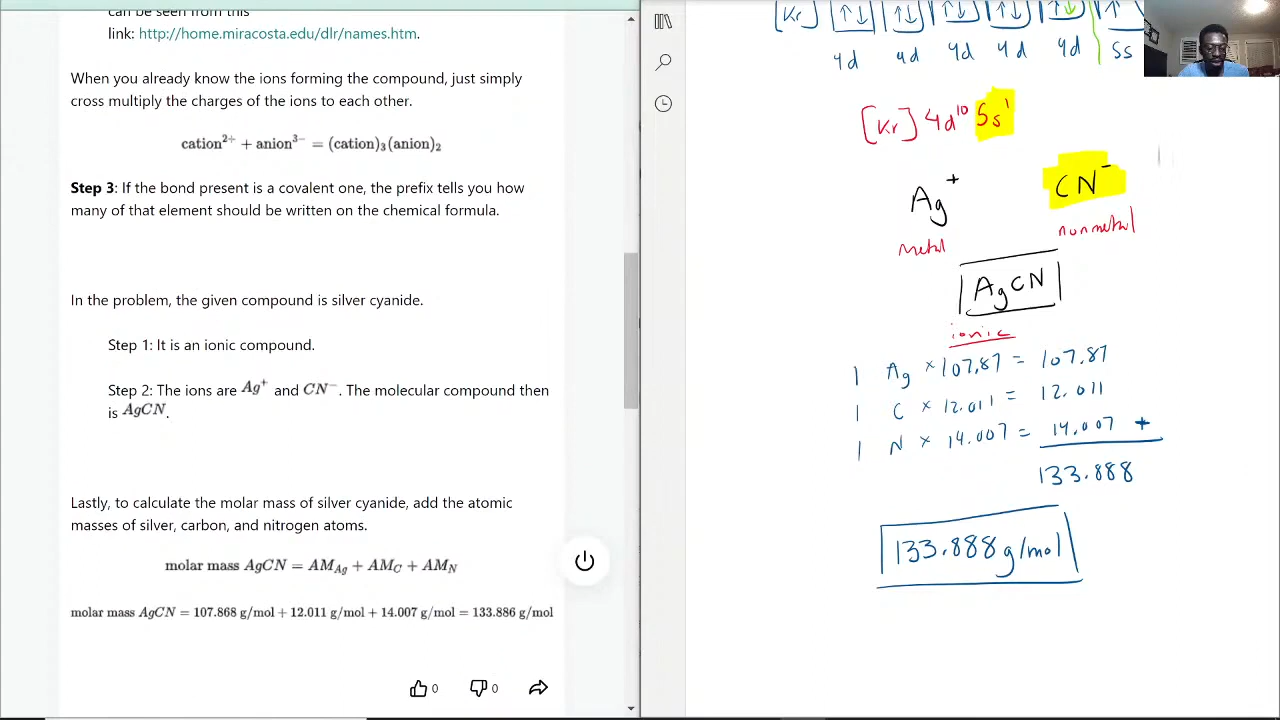 can be seen from this
link: http://home.miracosta.edu/dlr/names.htm.
When you already know the ions forming the compound, just simply
cross multiply the charges of the ions to each other.
cation²⁺ + anion³⁻ = (cation)₃(anion)₂
Step 3: If the bond present is a covalent one, the prefix tells you how
many of that element should be written on the chemical formula.
In the problem, the given compound is silver cyanide.
Step 1: It is an ionic compound.
Step 2: The ions are Ag⁺ and CN⁻. The molecular compound then
is AgCN.
Lastly, to calculate the molar mass of silver cyanide, add the atomic
masses of silver, carbon, and nitrogen atoms.
molar mass AgCN = AM_Ag + AM_C + AM_N
molar mass AgCN = 107.868 g/mol + 12.011 g/mol + 14.007 g/mol = 133.886 g/mol
0
0
[Kr] ↑↓ ↑↓ ↑↓ ↑↓ ↑↓ ↑
4d 4d 4d 4d 4d 5s
[Kr] 4d¹⁰ 5s¹
Ag⁺ CN⁻
metal nonmetal
AgCN
ionic
1 Ag × 107.87 = 107.87
1 C × 12.011 = 12.011
1 N × 14.007 = 14.007 +
133.888
133.888 g/mol